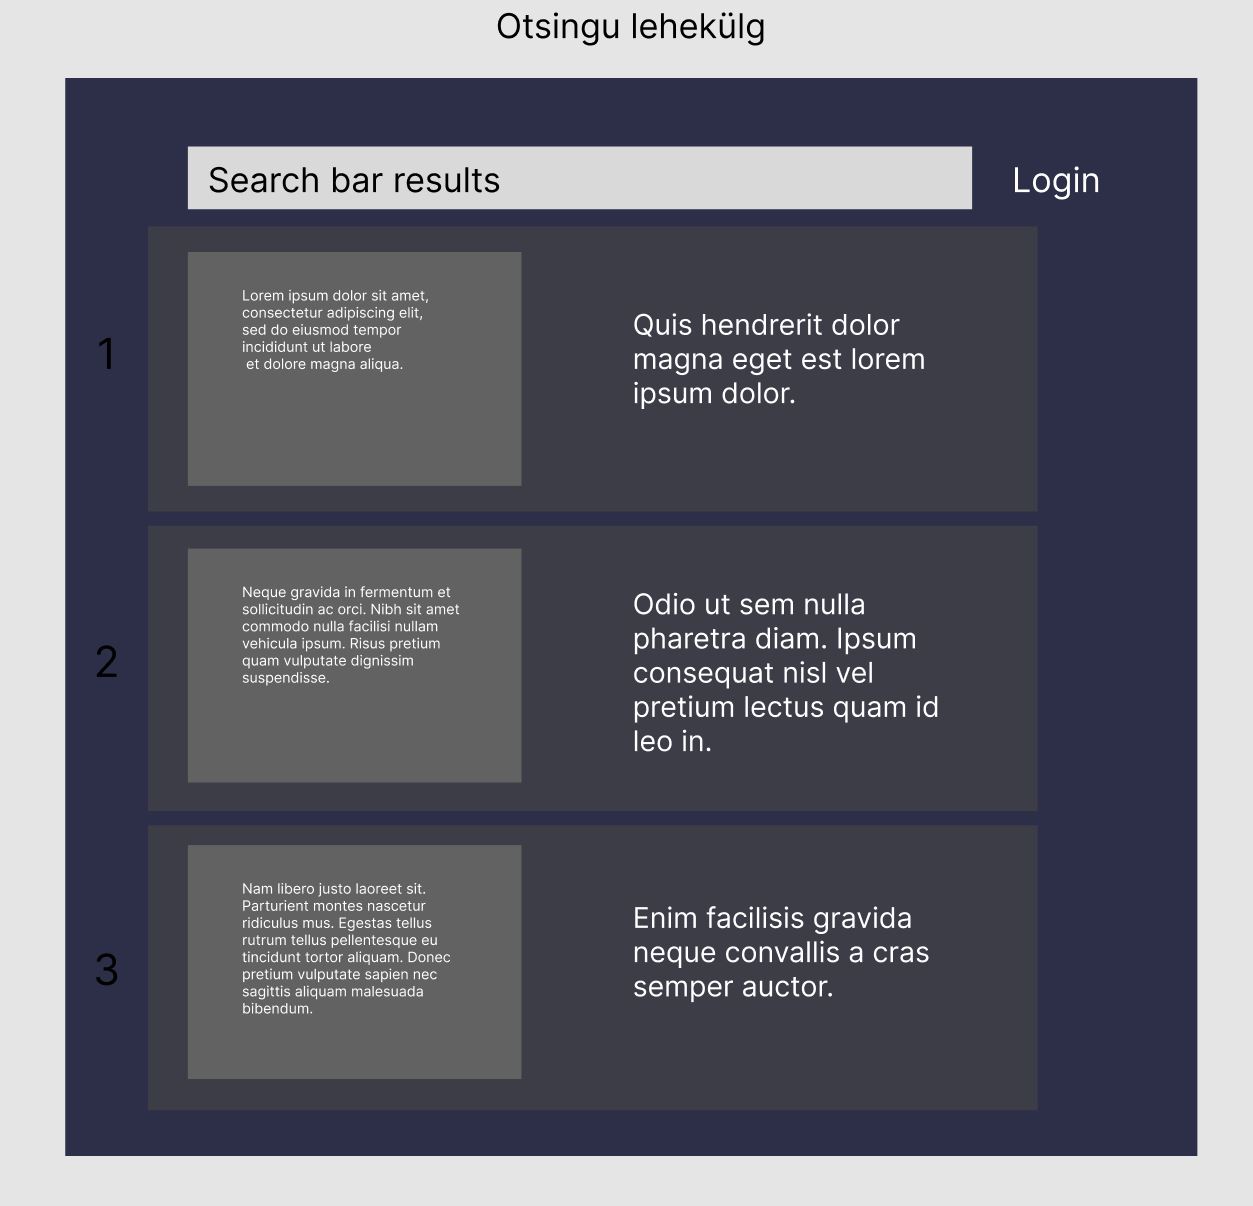 Otsingu lehekülg
Search bar results
Login
1
Lorem ipsum dolor sit amet,
consectetur adipiscing elit,
sed do eiusmod tempor
incididunt ut labore
et dolore magna aliqua.
Quis hendrerit dolor
magna eget est lorem
ipsum dolor.
2
Neque gravida in fermentum et
sollicitudin ac orci. Nibh sit amet
commodo nulla facilisi nullam
vehicula ipsum. Risus pretium
quam vulputate dignissim
suspendisse.
Odio ut sem nulla
pharetra diam. Ipsum
consequat nisl vel
pretium lectus quam id
leo in.
3
Nam libero justo laoreet sit.
Parturient montes nascetur
ridiculus mus. Egestas tellus
rutrum tellus pellentesque eu
tincidunt tortor aliquam. Donec
pretium vulputate sapien nec
sagittis aliquam malesuada
bibendum.
Enim facilisis gravida
neque convallis a cras
semper auctor.